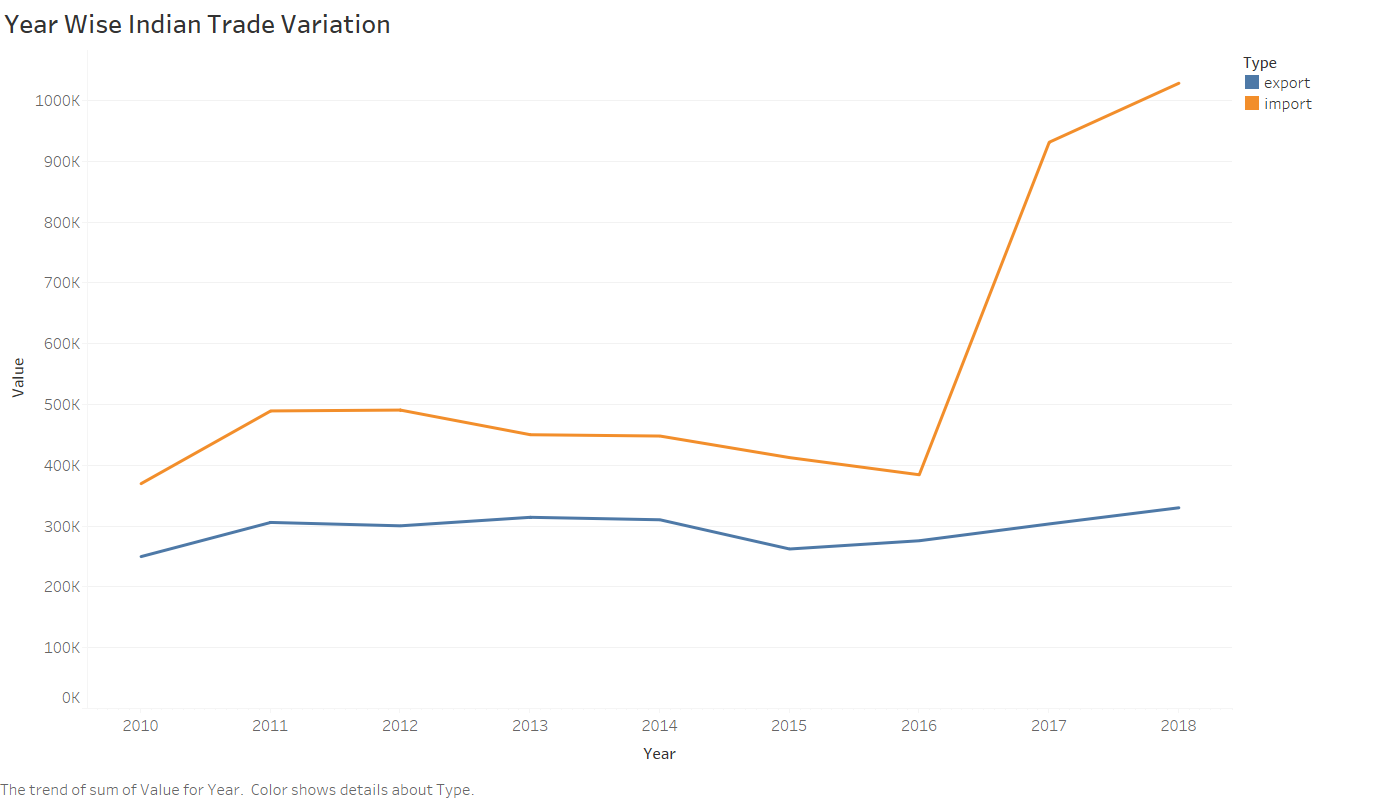 Year Wise Indian Trade Variation
Type
export
import
1000K
900K
800K
700K
600K
500K
400K
300K
200K
100K
0K
Value
2010 2011 2012 2013 2014 2015 2016 2017 2018
Year
The trend of sum of Value for Year. Color shows details about Type.